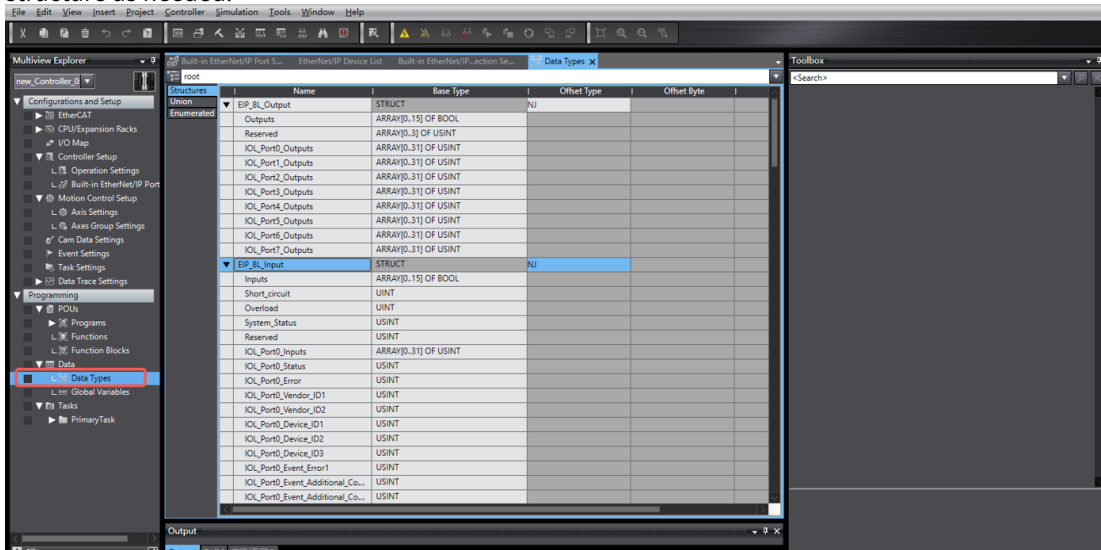 structure as needed.
File Edit View Insert Project Controller Simulation Tools Window Help
Multiview Explorer
new_Controller_0
Configurations and Setup
EtherCAT
CPU/Expansion Racks
I/O Map
Controller Setup
Operation Settings
Built-in EtherNet/IP Port
Motion Control Setup
Axis Settings
Axes Group Settings
Cam Data Settings
Event Settings
Task Settings
Data Trace Settings
Programming
POUs
Programs
Functions
Function Blocks
Data
Data Types
Global Variables
Tasks
PrimaryTask
Built-in EtherNet/IP Port S... EtherNet/IP Device List Built-in EtherNet/IP...ection Se... Data Types
root
Structures
Union
Enumerated
Name Base Type Offset Type Offset Byte
EIP_8L_Output STRUCT NJ
Outputs ARRAY[0..15] OF BOOL
Reserved ARRAY[0..3] OF USINT
IOL_Port0_Outputs ARRAY[0..31] OF USINT
IOL_Port1_Outputs ARRAY[0..31] OF USINT
IOL_Port2_Outputs ARRAY[0..31] OF USINT
IOL_Port3_Outputs ARRAY[0..31] OF USINT
IOL_Port4_Outputs ARRAY[0..31] OF USINT
IOL_Port5_Outputs ARRAY[0..31] OF USINT
IOL_Port6_Outputs ARRAY[0..31] OF USINT
IOL_Port7_Outputs ARRAY[0..31] OF USINT
EIP_8L_Input STRUCT NJ
Inputs ARRAY[0..15] OF BOOL
Short_circuit UINT
Overload UINT
System_Status USINT
Reserved USINT
IOL_Port0_Inputs ARRAY[0..31] OF USINT
IOL_Port0_Status USINT
IOL_Port0_Error USINT
IOL_Port0_Vendor_ID1 USINT
IOL_Port0_Vendor_ID2 USINT
IOL_Port0_Device_ID1 USINT
IOL_Port0_Device_ID2 USINT
IOL_Port0_Device_ID3 USINT
IOL_Port0_Event_Error1 USINT
IOL_Port0_Event_Additional_Co... USINT
IOL_Port0_Event_Additional_Co... USINT
Output
Toolbox
<Search>